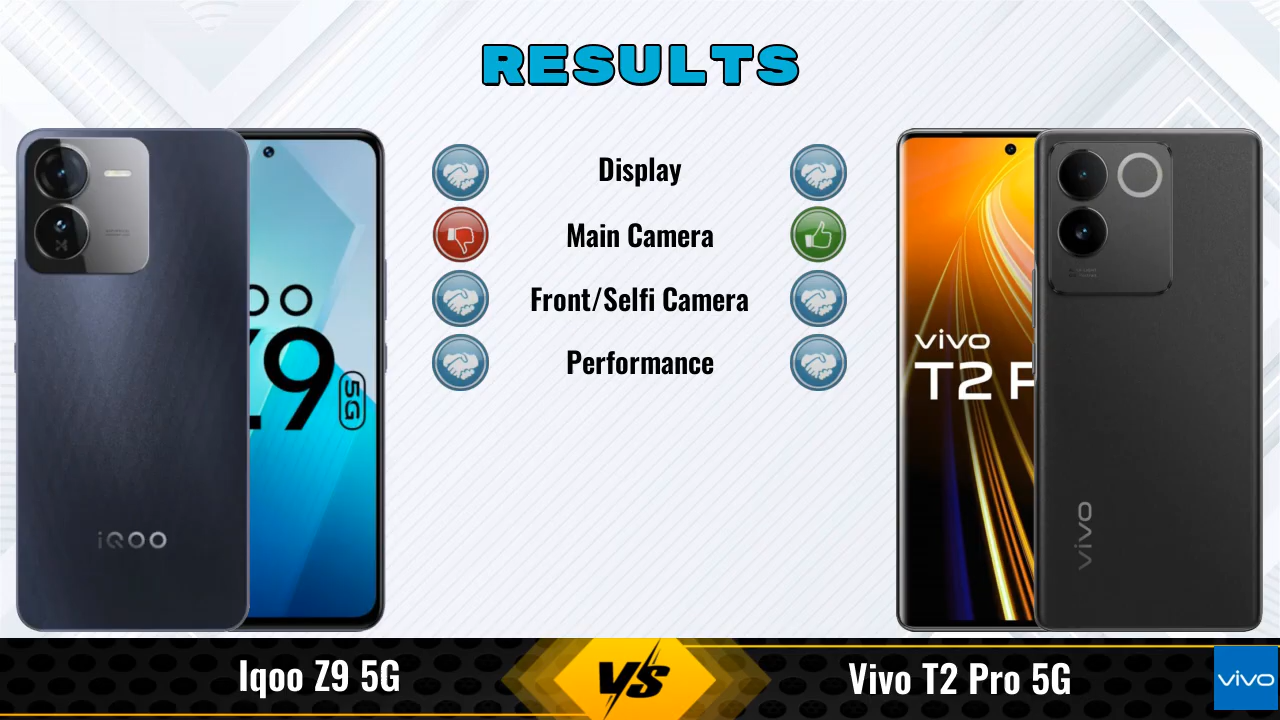 RESULTS
Display
Main Camera
Front/Selfi Camera
Performance
iQOO
Z9
5G
vivo
T2 P
vivo
Iqoo Z9 5G
VS
Vivo T2 Pro 5G
vivo